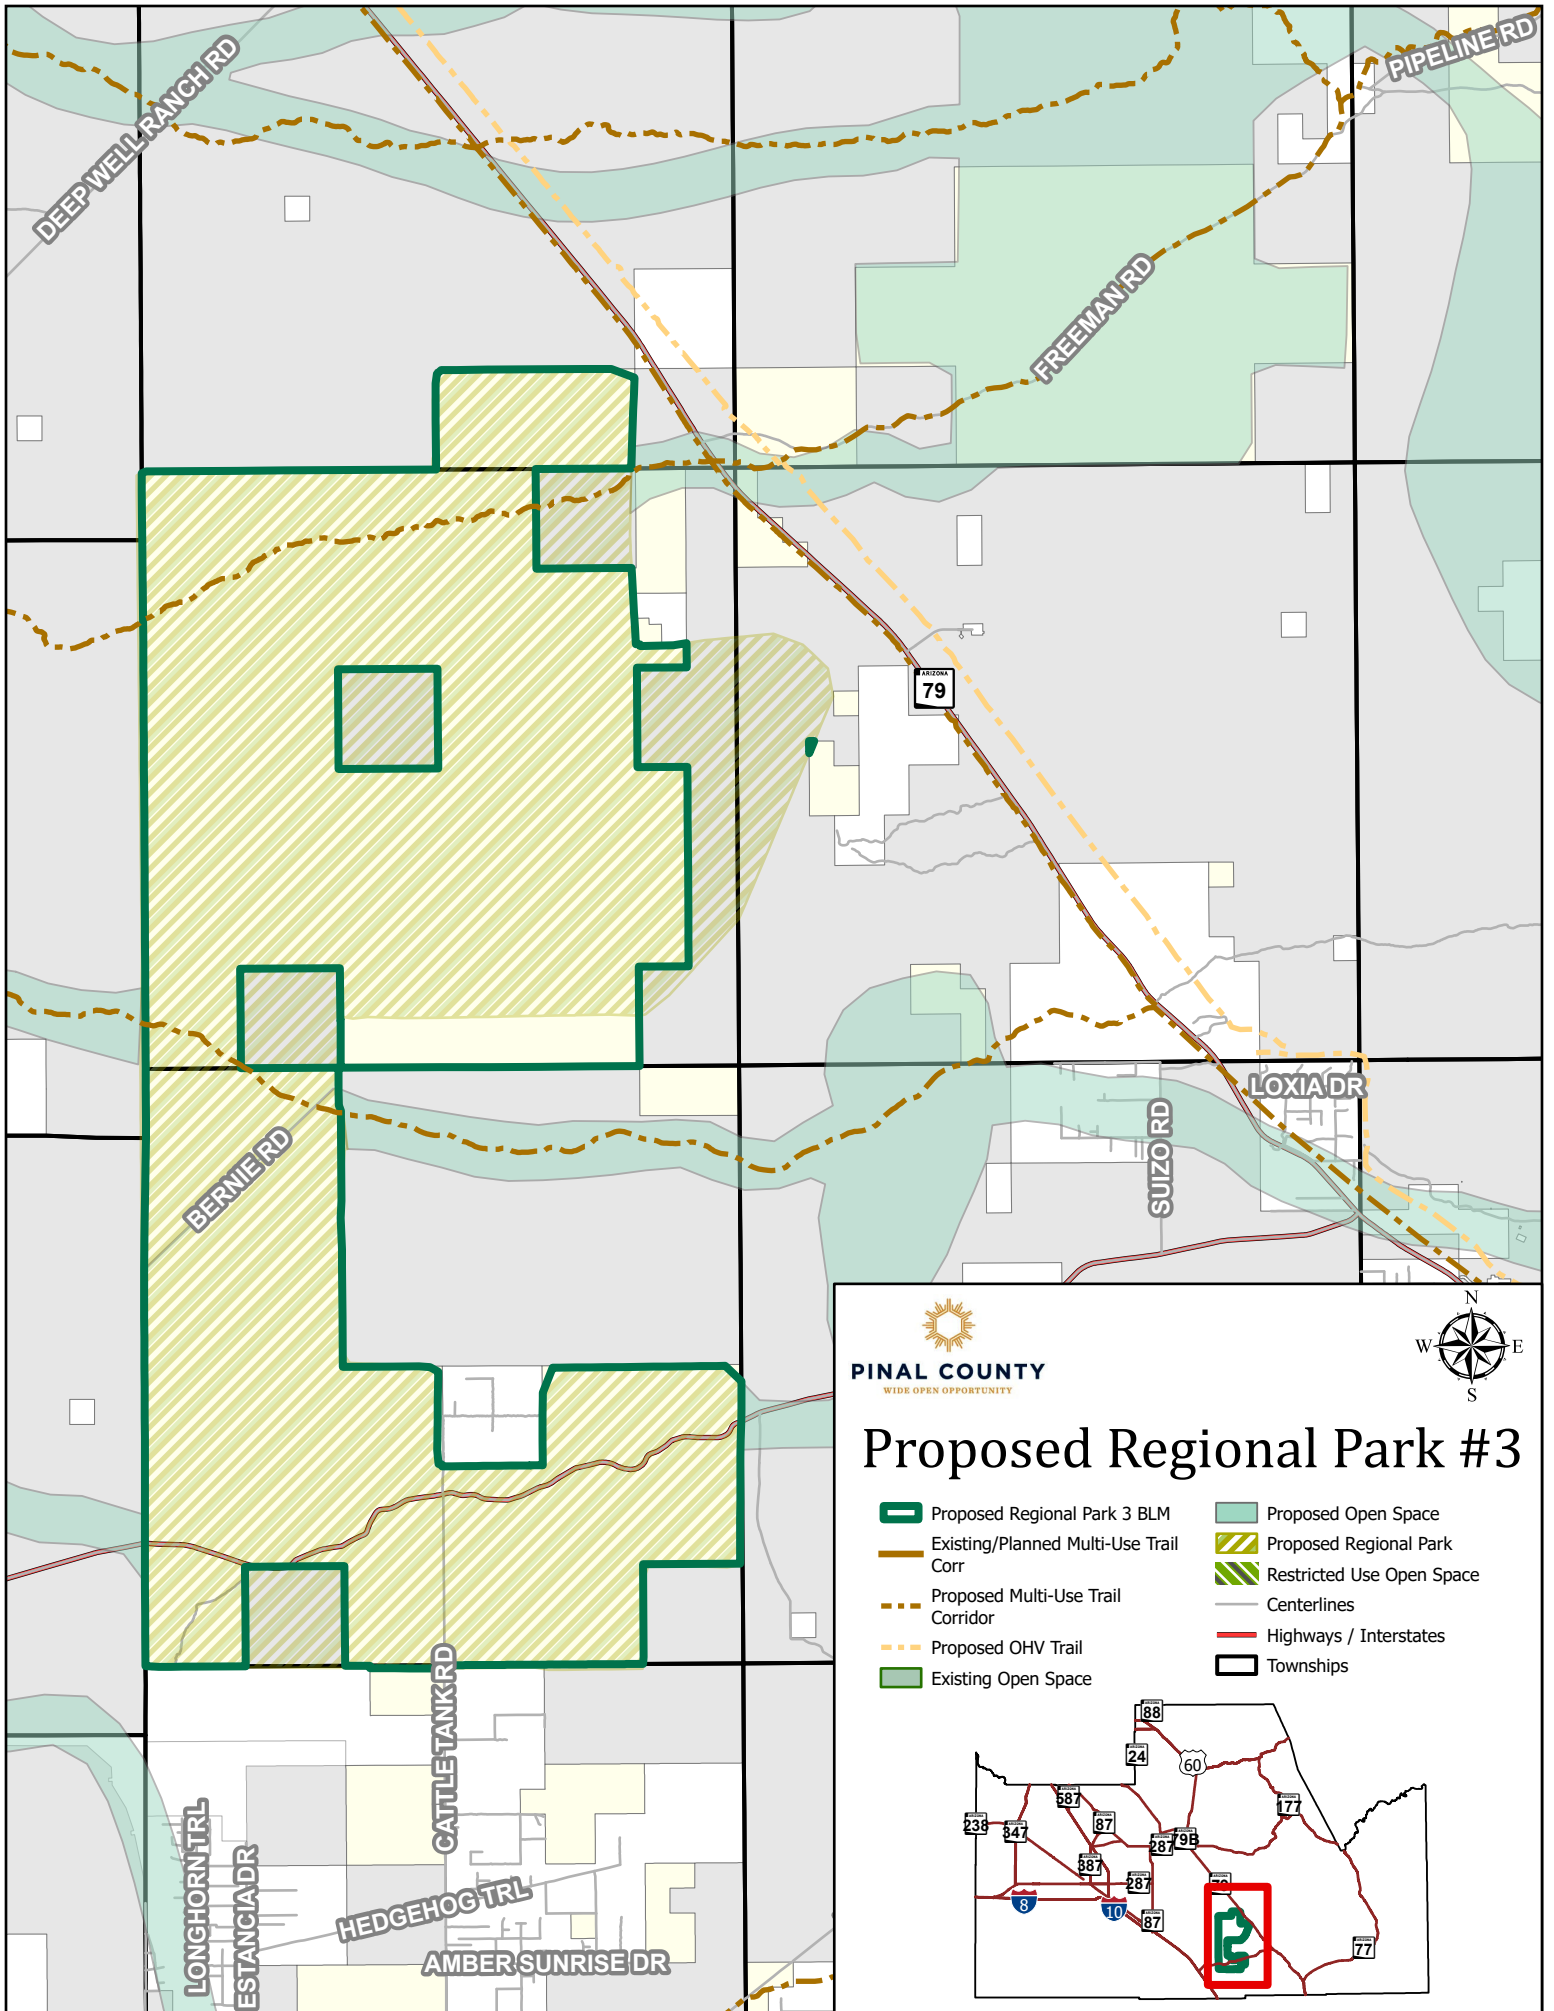 DEEP WELL RANCH RD
PIPELINE RD
FREEMAN RD
ARIZONA
79
LOXIA DR
SUIZO RD
BERNIE RD
CATTLE TANK RD
LONGHORN TRL
ESTANCIA DR
HEDGEHOG TRL
AMBER SUNRISE DR
PINAL COUNTY
WIDE OPEN OPPORTUNITY
N
W
E
S
Proposed Regional Park #3
Proposed Regional Park 3 BLM
Existing/Planned Multi-Use Trail
Corr
Proposed Multi-Use Trail
Corridor
Proposed OHV Trail
Existing Open Space
Proposed Open Space
Proposed Regional Park
Restricted Use Open Space
Centerlines
Highways / Interstates
Townships
88
24
60
587
177
238
347
87
287
79B
387
287
79
8
10
87
77